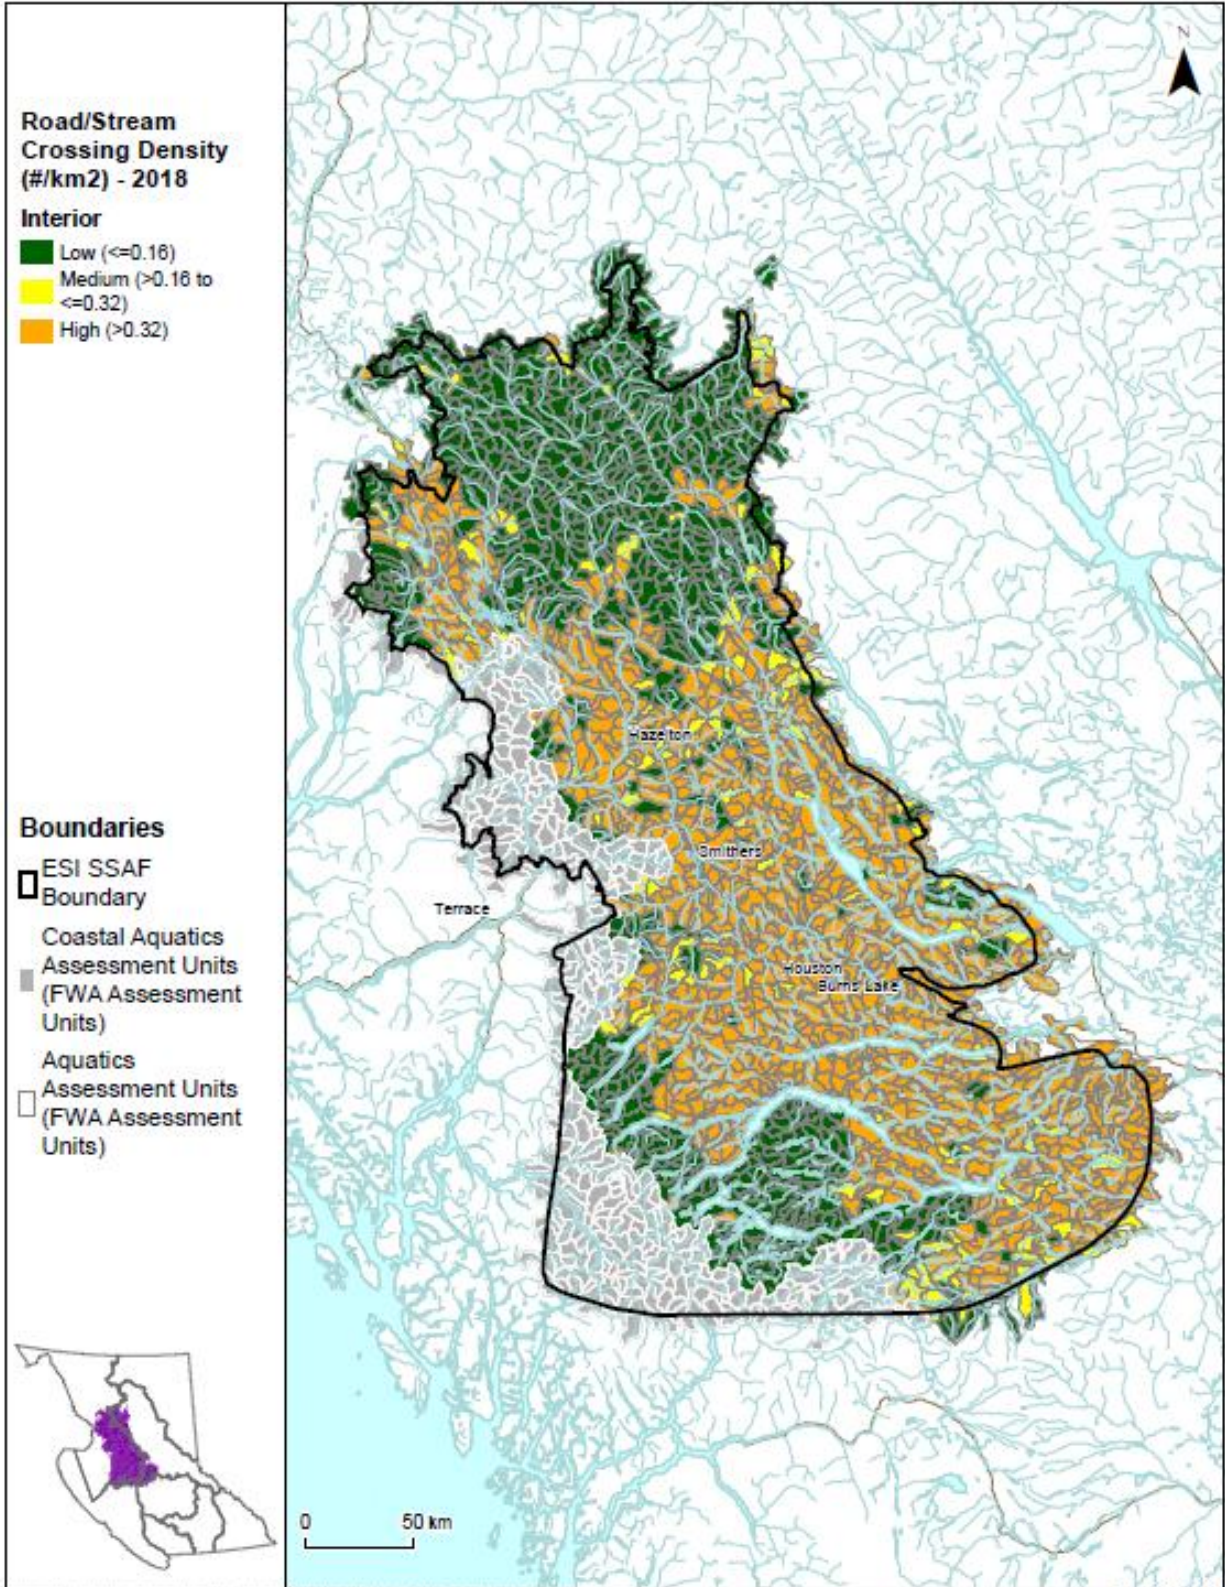 N
Road/Stream
Crossing Density
(#/km2) - 2018
Interior
Low (<=0.16)
Medium (>0.16 to
<=0.32)
High (>0.32)
Hazelton
Smithers
Terrace
Houston
Burns Lake
Boundaries
ESI SSAF
Boundary
Coastal Aquatics
Assessment Units
(FWA Assessment
Units)
Aquatics
Assessment Units
(FWA Assessment
Units)
0 50 km